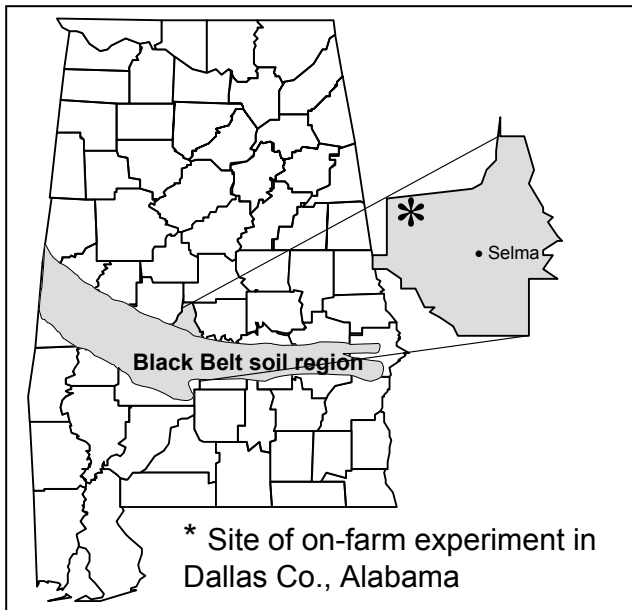 *
• Selma
Black Belt soil region
* Site of on-farm experiment in
Dallas Co., Alabama